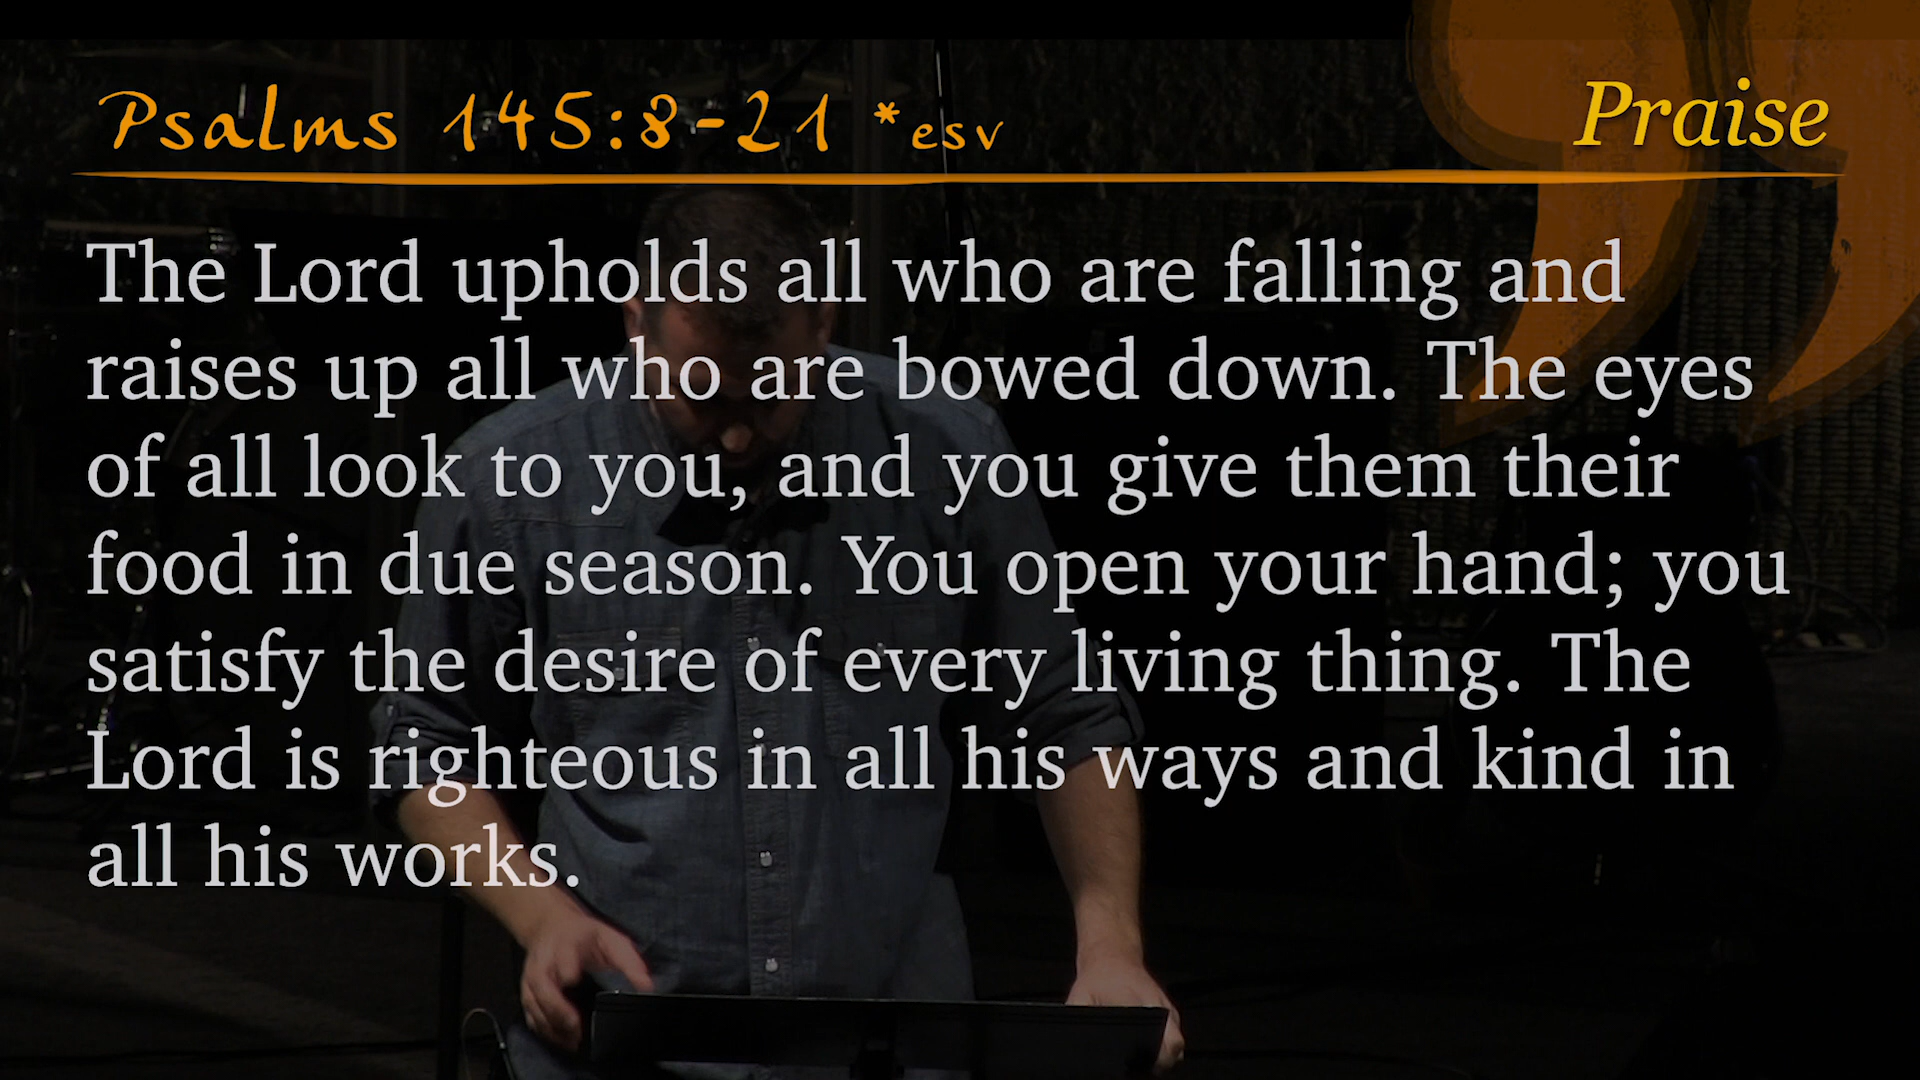 Psalms 145:8-21 *esv
Praise
The Lord upholds all who are falling and
raises up all who are bowed down. The eyes
of all look to you, and you give them their
food in due season. You open your hand; you
satisfy the desire of every living thing. The
Lord is righteous in all his ways and kind in
all his works.